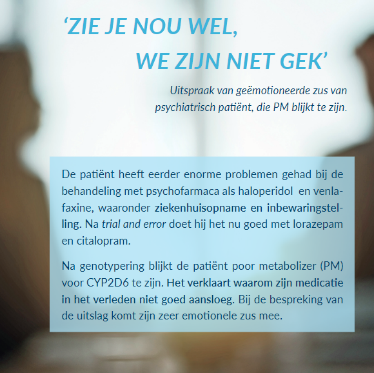 ‘ZIE JE NOU WEL,
WE ZIJN NIET GEK’
Uitspraak van geëmotioneerde zus van
psychiatrisch patiënt, die PM blijkt te zijn.
De patiënt heeft eerder enorme problemen gehad bij de
behandeling met psychofarmaca als haloperidol en venla-
faxine, waaronder ziekenhuisopname en inbewaringstel-
ling. Na trial and error doet hij het nu goed met lorazepam
en citalopram.
Na genotypering blijkt de patiënt poor metabolizer (PM)
voor CYP2D6 te zijn. Het verklaart waarom zijn medicatie
in het verleden niet goed aansloeg. Bij de bespreking van
de uitslag komt zijn zeer emotionele zus mee.